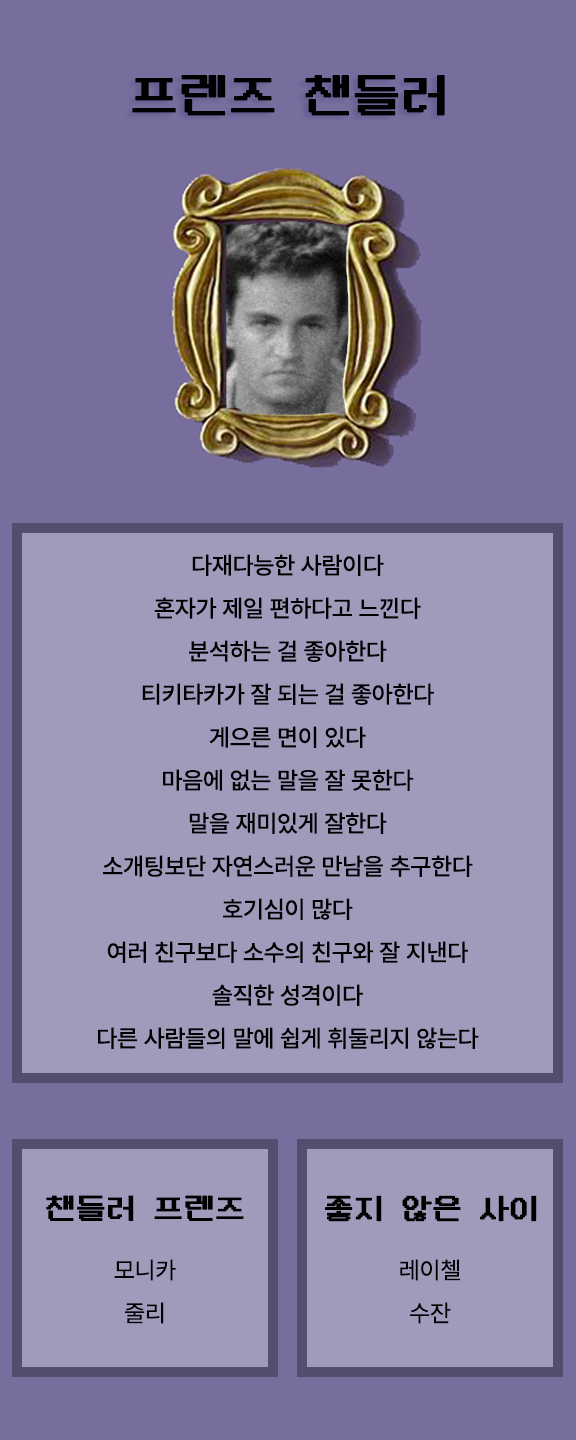 프렌즈 챈들러
다재다능한 사람이다
혼자가 제일 편하다고 느낀다
분석하는 걸 좋아한다
티키타카가 잘 되는 걸 좋아한다
게으른 면이 있다
마음에 없는 말을 잘 못한다
말을 재미있게 잘한다
소개팅보단 자연스러운 만남을 추구한다
호기심이 많다
여러 친구보다 소수의 친구와 잘 지낸다
솔직한 성격이다
다른 사람들의 말에 쉽게 휘둘리지 않는다
챈들러 프렌즈
모니카
줄리
좋지 않은 사이
레이첼
수잔